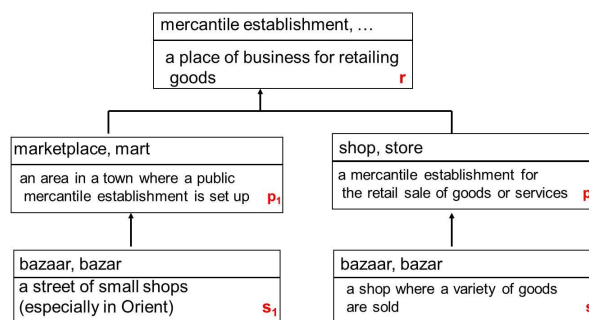 mercantile establishment, …
a place of business for retailing
goods
r
marketplace, mart
an area in a town where a public
mercantile establishment is set up
p1
shop, store
a mercantile establishment for
the retail sale of goods or services
p
bazaar, bazar
a street of small shops
(especially in Orient)
s1
bazaar, bazar
a shop where a variety of goods
are sold
s